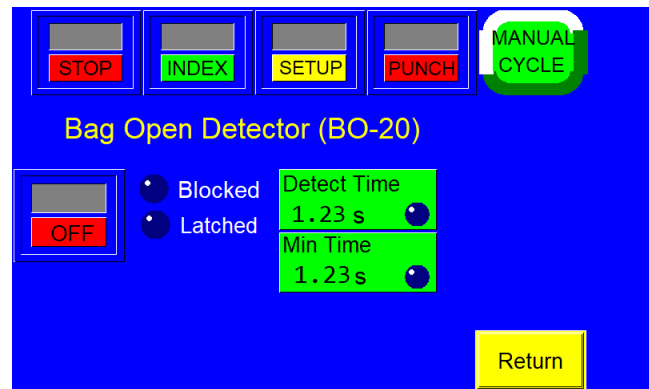 STOP
INDEX
SETUP
PUNCH
MANUAL
CYCLE
Bag Open Detector (BO-20)
OFF
Blocked
Latched
Detect Time
1.23 s
Min Time
1.23 s
Return